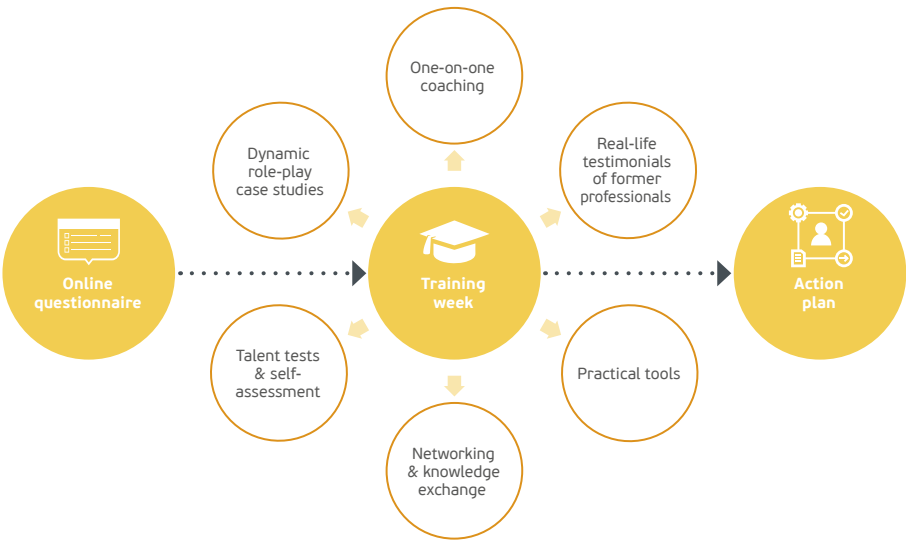 One-on-one
coaching
Dynamic
role-play
case studies
Real-life
testimonials
of former
professionals
Online
questionnaire
Training
week
Action
plan
Talent tests
& self-
assessment
Practical tools
Networking
& knowledge
exchange